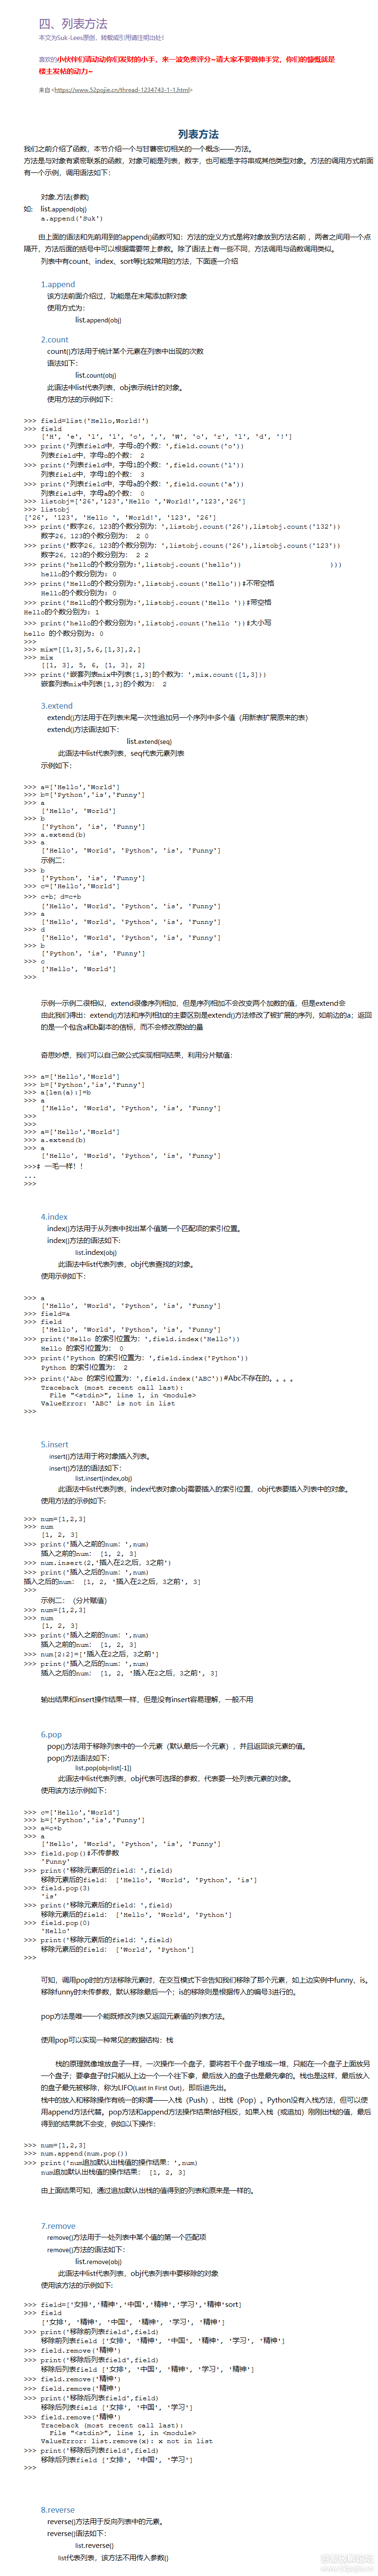 四、列表方法
本文为Suk-Lees原创、转载或引用请注明出处！
喜欢的小伙伴们请动动你们发财的小手，来一波免费评分~请大家不要做伸手党，你们的慷慨就是
楼主发帖的动力~
来自<https://www.52pojie.cn/thread-1234743-1-1.html>
列表方法
我们之前介绍了函数，本节介绍一个与甘薯密切相关的一个概念——方法。
方法是与对象有紧密联系的函数，对象可能是列表，数字，也可能是字符串或其他类型对象。方法的调用方式前面
有一个示例，调用语法如下：
对象.方法(参数)
如: list.append(obj)
a.append('Suk')
由上面的语法和先前用到的append()函数可知：方法的定义方式是将对象放到方法名前 ，两者之间用一个点
隔开，方法后面的括号中可以根据需要带上参数。除了语法上有一些不同，方法调用与函数调用类似。
列表中有count、index、sort等比较常用的方法，下面逐一介绍
1.append
该方法前面介绍过，功能是在末尾添加新对象
使用方式为：
list.append(obj)
2.count
count()方法用于统计某个元素在列表中出现的次数
语法如下：
list.count(obj)
此语法中list代表列表，obj表示统计的对象。
使用方法的示例如下：
>>> field=list('Hello,World!')
>>> field
['H', 'e', 'l', 'l', 'o', ',', 'W', 'o', 'r', 'l', 'd', '!']
>>> print('列表field中，字母o的个数：',field.count('o'))
列表field中，字母o的个数： 2
>>> print('列表field中，字母l的个数：',field.count('l'))
列表field中，字母l的个数： 3
>>> print('列表field中，字母a的个数：',field.count('a'))
列表field中，字母a的个数： 0
>>> listobj=['26','123','Hello ','World!','123','26']
>>> listobj
['26', '123', 'Hello ', 'World!', '123', '26']
>>> print('数字26，123的个数分别为：',listobj.count('26'),listobj.count('132'))
数字26，123的个数分别为： 2 0
>>> print('数字26，123的个数分别为：',listobj.count('26'),listobj.count('123'))
数字26，123的个数分别为： 2 2
>>> print('hello的个数分别为：',listobj.count('hello')) )))
hello的个数分别为：0
>>> print('Hello的个数分别为：',listobj.count('Hello'))#不带空格
Hello的个数分别为：0
>>> print('Hello的个数分别为：',listobj.count('Hello '))#带空格
Hello的个数分别为：1
>>> print('hello的个数分别为：',listobj.count('hello '))#大小写
hello 的个数分别为：0
>>>
>>> mix=[[1,3],5,6,[1,3],2,]
>>> mix
[[1, 3], 5, 6, [1, 3], 2]
>>> print('嵌套列表mix中列表[1,3]的个数为：',mix.count([1,3]))
嵌套列表mix中列表[1,3]的个数为： 2
3.extend
extend()方法用于在列表末尾一次性追加另一个序列中多个值（用新表扩展原来的表）
extend()方法语法如下：
list.extend(seq)
此语法中list代表列表，seq代表元素列表
示例如下：
>>> a=['Hello','World']
>>> b=['Python','is','Funny']
>>> a
['Hello', 'World']
>>> b
['Python', 'is', 'Funny']
>>> a.extend(b)
>>> a
['Hello', 'World', 'Python', 'is', 'Funny']
示例二：
>>> b
['Python', 'is', 'Funny']
>>> c=['Hello','World']
>>> c+b; d=c+b
['Hello', 'World', 'Python', 'is', 'Funny']
>>> a
['Hello', 'World', 'Python', 'is', 'Funny']
>>> d
['Hello', 'World', 'Python', 'is', 'Funny']
>>> b
['Python', 'is', 'Funny']
>>> c
['Hello', 'World']
>>>
示例一示例二很相似，extend很像序列相加，但是序列相加不会改变两个加数的值，但是extend会
由此我们得出：extend()方法和序列相加的主要区别是extend()方法修改了被扩展的序列，如前边的a；返回
的是一个包含a和b副本的信标，而不会修改原始的量
奇思妙想，我们可以自己做公式实现相同结果，利用分片赋值：
>>> a=['Hello','World']
>>> b=['Python','is','Funny']
>>> a[len(a):]=b
>>> a
['Hello', 'World', 'Python', 'is', 'Funny']
>>>
>>>
>>> a=['Hello','World']
>>> a.extend(b)
>>> a
['Hello', 'World', 'Python', 'is', 'Funny']
>>># 一毛一样！！
...
>>>
4.index
index()方法用于从列表中找出某个值第一个匹配项的索引位置。
index()方法的语法如下：
list.index(obj)
此语法中list代表列表，obj代表查找的对象。
使用示例如下：
>>> a
['Hello', 'World', 'Python', 'is', 'Funny']
>>> field=a
>>> field
['Hello', 'World', 'Python', 'is', 'Funny']
>>> print('Hello 的索引位置为：',field.index('Hello'))
Hello 的索引位置为： 0
>>> print('Python 的索引位置为：',field.index('Python'))
Python 的索引位置为： 2
>>> print('Abc 的索引位置为：',field.index('ABC'))#Abc不存在的。。。。
Traceback (most recent call last):
File "<stdin>", line 1, in <module>
ValueError: 'ABC' is not in list
>>>
5.insert
insert()方法用于将对象插入列表。
insert()方法的语法如下：
list.insert(index,obj)
此语法中list代表列表，index代表对象obj需要插入的索引位置，obj代表要插入列表中的对象。
使用方法的示例如下：
>>> num=[1,2,3]
>>> num
[1, 2, 3]
>>> print('插入之前的num：',num)
插入之前的num： [1, 2, 3]
>>> num.insert(2,'插入在2之后，3之前')
>>> print('插入之后的num：',num)
插入之后的num： [1, 2, '插入在2之后，3之前', 3]
>>>
示例二：（分片赋值）
>>> num=[1,2,3]
>>> num
[1, 2, 3]
>>> print('插入之前的num：',num)
插入之前的num： [1, 2, 3]
>>> num[2:2]=['插入在2之后，3之前']
>>> print('插入之后的num：',num)
插入之后的num： [1, 2, '插入在2之后，3之前', 3]
输出结果和insert操作结果一样，但是没有insert容易理解，一般不用
6.pop
pop()方法用于移除列表中的一个元素（默认最后一个元素），并且返回该元素的值。
pop()方法语法如下：
list.pop(obj=list[-1])
此语法中list代表列表，obj代表可选择的参数，代表要一处列表元素的对象。
使用该方法示例如下：
>>> c=['Hello','World']
>>> b=['Python','is','Funny']
>>> a=c+b
>>> a
['Hello', 'World', 'Python', 'is', 'Funny']
>>> field.pop()#不传参数
'Funny'
>>> print('移除元素后的field：',field)
移除元素后的field： ['Hello', 'World', 'Python', 'is']
>>> field.pop(3)
'is'
>>> print('移除元素后的field：',field)
移除元素后的field： ['Hello', 'World', 'Python']
>>> field.pop(0)
'Hello'
>>> print('移除元素后的field：',field)
移除元素后的field： ['World', 'Python']
>>>
可知，调用pop时的方法移除元素时，在交互模式下会告知我们移除了那个元素，如上边实例中funny、is。
移除funny时未传参数，默认移除最后一个；is的移除则是根据传入的编号3进行的。
pop方法是唯一一个能既修改列表又返回元素值的列表方法。
使用pop可以实现一种常见的数据结构：栈
栈的原理就像堆放盘子一样，一次操作一个盘子，要将若干个盘子堆成一堆，只能在一个盘子上面放另
一个盘子；要拿盘子时只能从上边一个一个往下拿，最后放入的盘子也是最先拿的。栈也是这样，最后放入
的盘子最先被移除，称为LIFO(Last In First Out)，即后进先出。
栈中的放入和移除操作有统一的称谓——入栈（Push）、出栈（Pop）。Python没有入栈方法，但可以使
用append方法代替。pop方法和append方法操作结果恰好相反，如果入栈（或追加）刚刚出栈的值，最后
得到的结果就不会变，例如以下操作：
>>> num=[1,2,3]
>>> num.append(num.pop())
>>> print('num追加默认出栈值的操作结果：',num)
num追加默认出栈值的操作结果： [1, 2, 3]
由上面结果可知，通过追加默认出栈的值得到的列表和原来是一样的。
7.remove
remove()方法用于一处列表中某个值的第一个匹配项
remove()方法的语法如下：
list.remove(obj)
此语法中list代表列表，obj代表列表中要移除的对象
使用该方法的示例如下：
>>> field=['女排','精神','中国','精神','学习','精神'sort]
>>> field
['女排', '精神', '中国', '精神', '学习', '精神']
>>> print('移除前列表field',field)
移除前列表field ['女排', '精神', '中国', '精神', '学习', '精神']
>>> field.remove('精神')
>>> print('移除后列表field',field)
移除后列表field ['女排', '中国', '精神', '学习', '精神']
>>> field.remove('精神')
>>> field.remove('精神')
>>> print('移除后列表field',field)
移除后列表field ['女排', '中国', '学习']
>>> field.remove('精神')
Traceback (most recent call last):
File "<stdin>", line 1, in <module>
ValueError: list.remove(x): x not in list
>>> print('移除后列表field',field)
移除后列表field ['女排', '中国', '学习']
>>>
8.reverse
reverse()方法用于反向列表中的元素。
reverse()语法如下：
list.reverse()
list代表列表，该方法不用传入参数()
吾爱破解论坛
www.52pojie.cn